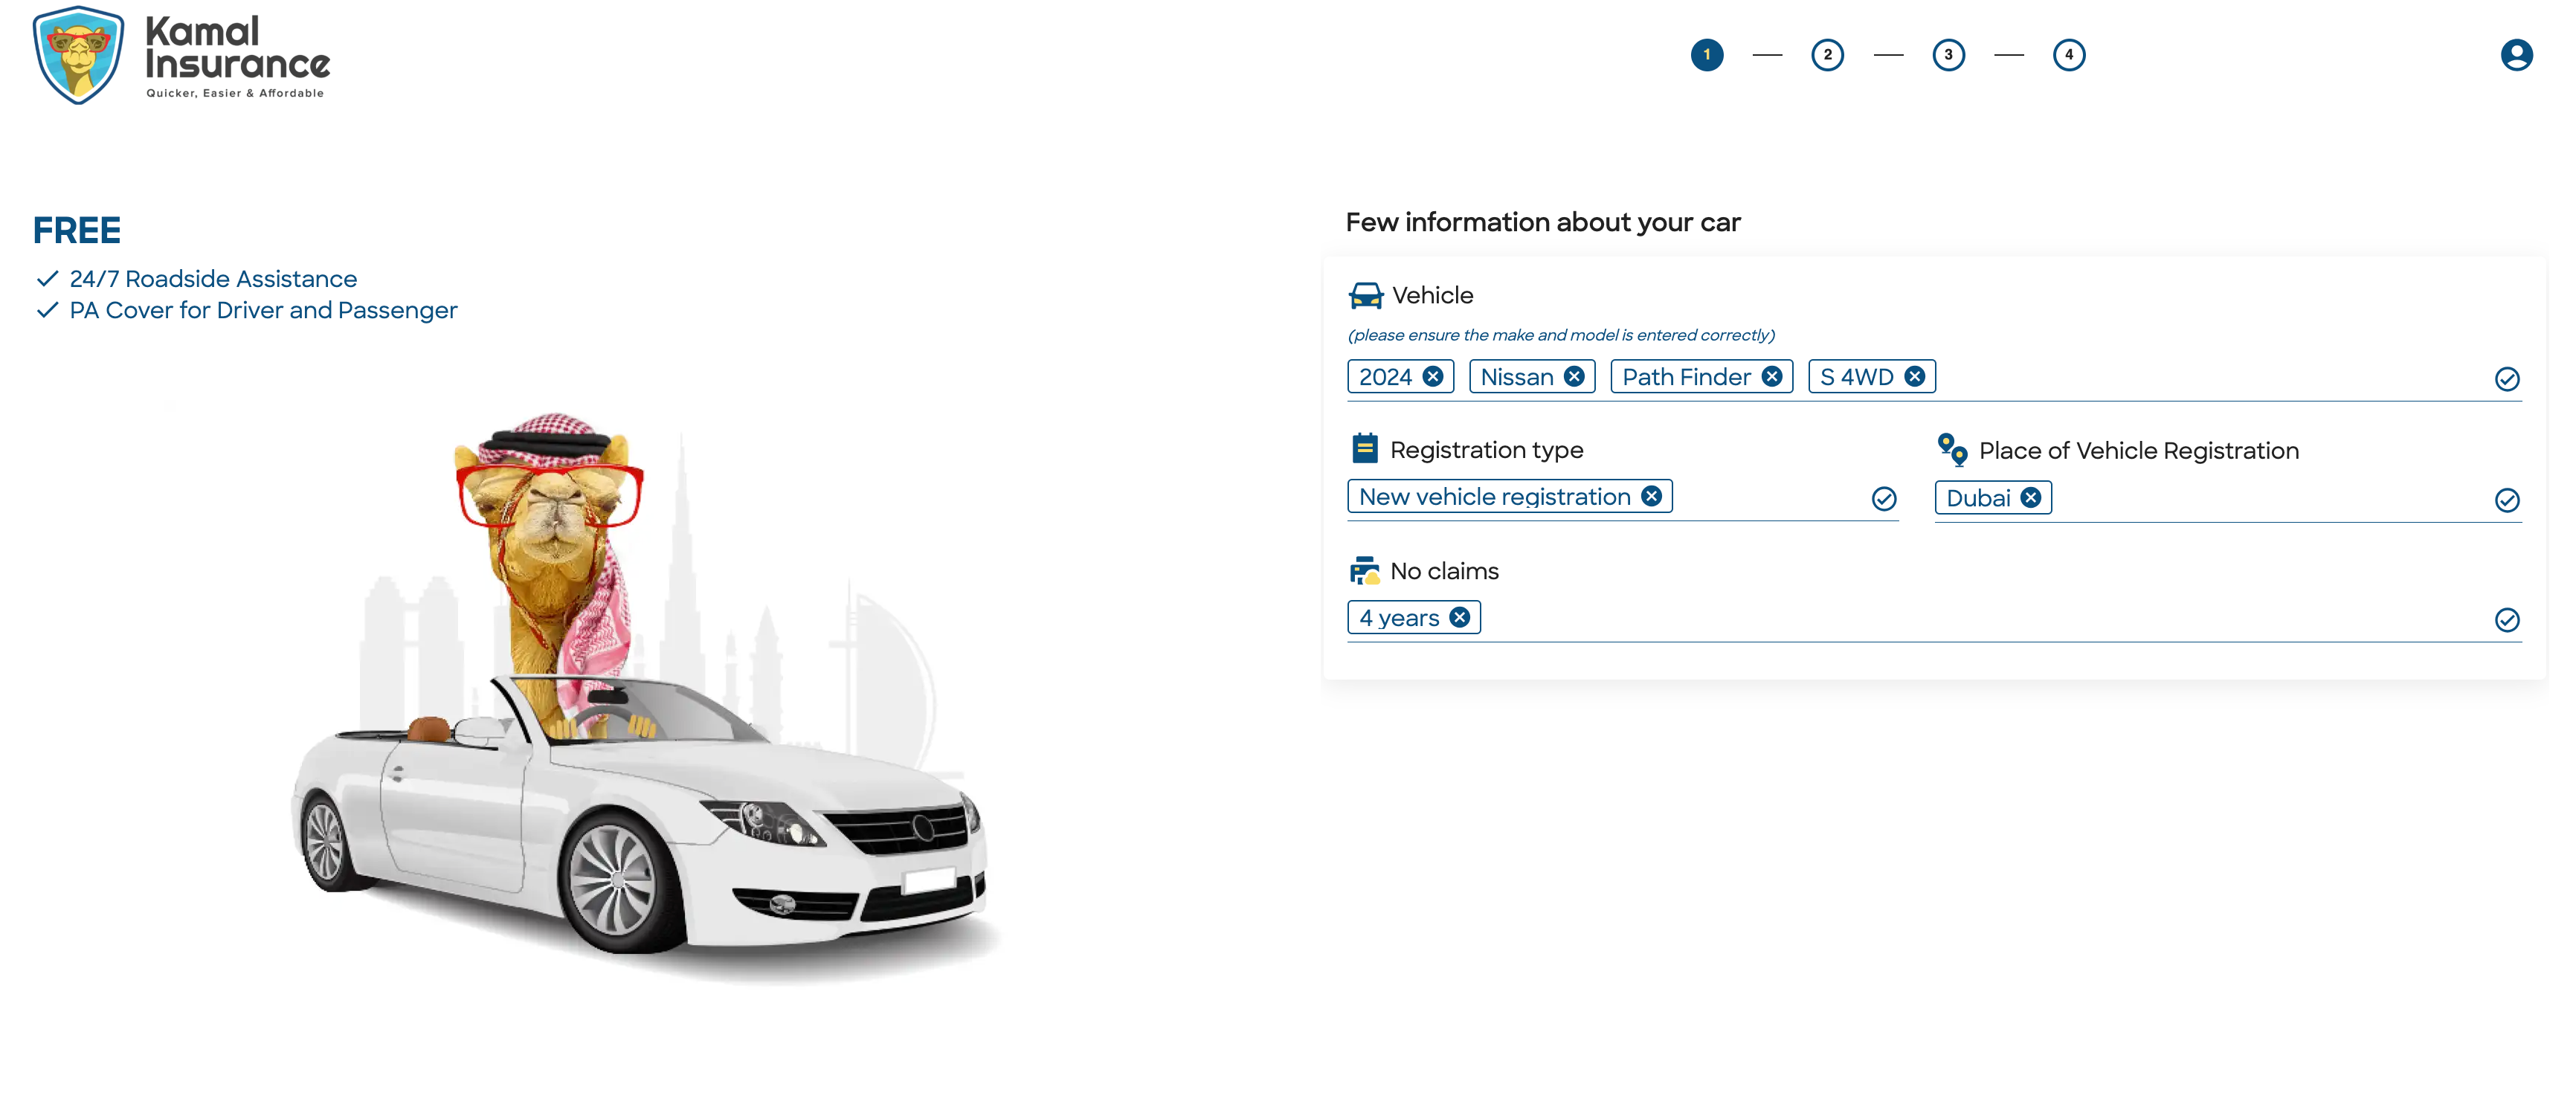 Kamal
Insurance
Quicker, Easier & Affordable
1
2
3
4
FREE
24/7 Roadside Assistance
PA Cover for Driver and Passenger
Few information about your car
Vehicle
(please ensure the make and model is entered correctly)
2024 Nissan Path Finder S 4WD
Registration type
New vehicle registration
Place of Vehicle Registration
Dubai
No claims
4 years